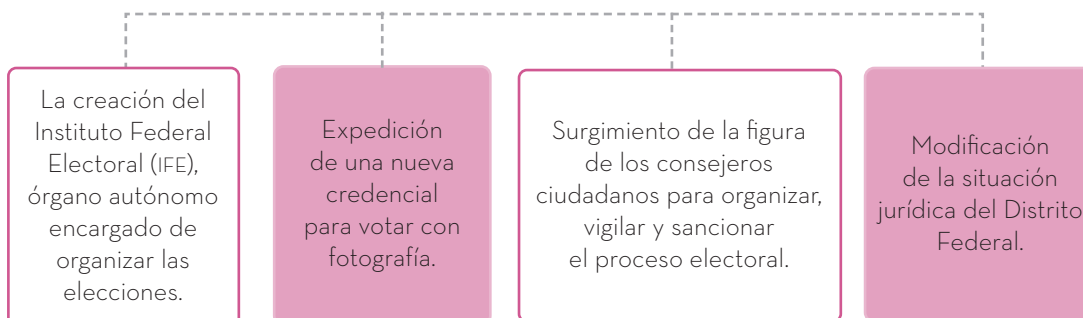 La creación del
Instituto Federal
Electoral (IFE),
órgano autónomo
encargado de
organizar las
elecciones.
Expedición
de una nueva
credencial
para votar con
fotografía.
Surgimiento de la figura
de los consejeros
ciudadanos para organizar,
vigilar y sancionar
el proceso electoral.
Modificación
de la situación
jurídica del Distrito
Federal.